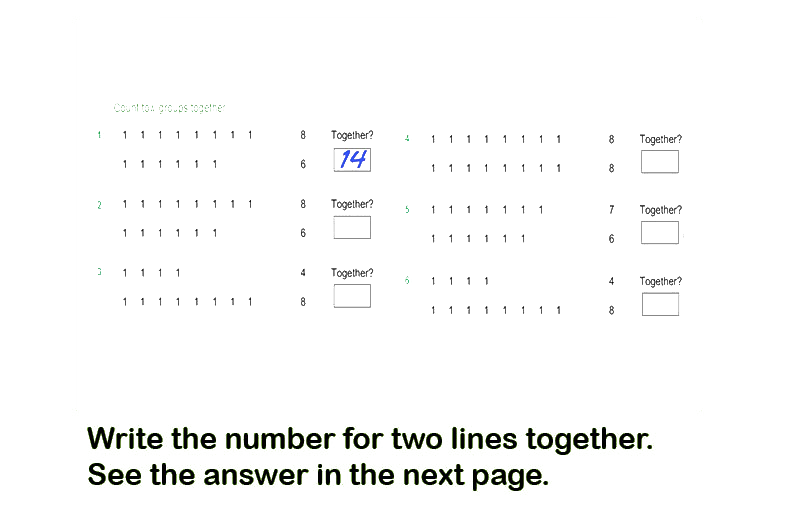 Count two groups together
1 1 1 1 1 1 1 1 1 8 Together?
1 1 1 1 1 1 6 14
2 1 1 1 1 1 1 1 1 8 Together?
1 1 1 1 1 1 6
3 1 1 1 1 4 Together?
1 1 1 1 1 1 1 1 8
4 1 1 1 1 1 1 1 1 8 Together?
1 1 1 1 1 1 1 1 8
5 1 1 1 1 1 1 1 7 Together?
1 1 1 1 1 1 6
6 1 1 1 1 4 Together?
1 1 1 1 1 1 1 1 8
Write the number for two lines together.
See the answer in the next page.